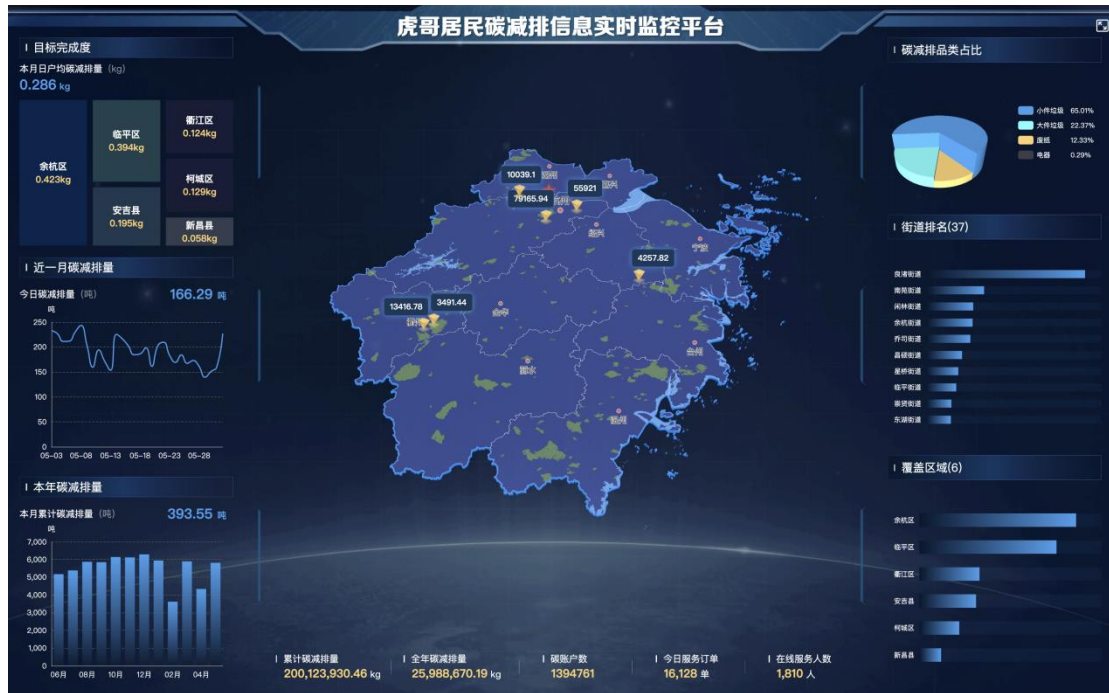 虎哥居民碳减排信息实时监控平台
目标完成度
本月日户均碳减排量 (kg)
0.286 kg
余杭区
0.423kg
临平区
0.394kg
安吉县
0.195kg
衢江区
0.124kg
柯城区
0.129kg
新昌县
0.058kg
近一月碳减排量
今日碳减排量 (吨)
166.29 吨
吨
250
200
150
100
50
0
05-03 05-08 05-13 05-18 05-23 05-28
本年碳减排量
本月累计碳减排量 (吨)
393.55 吨
吨
7,000
6,000
5,000
4,000
3,000
2,000
1,000
0
06月 08月 10月 12月 02月 04月
10039.1
79165.94
55921
4257.82
13416.78
3491.44
宁波
金华
台州
丽水
温州
累计碳减排量
200,123,930.46 kg
全年碳减排量
25,988,670.19 kg
碳账户数
1394761
今日服务订单
16,128 单
在线服务人数
1,810 人
碳减排品类占比
小件垃圾 65.01%
大件垃圾 22.37%
废纸 12.33%
电器 0.29%
街道排名(37)
良渚街道
南苑街道
闲林街道
余杭街道
乔司街道
昌硕街道
星桥街道
临平街道
崇贤街道
东湖街道
覆盖区域(6)
余杭区
临平区
衢江区
安吉县
柯城区
新昌县